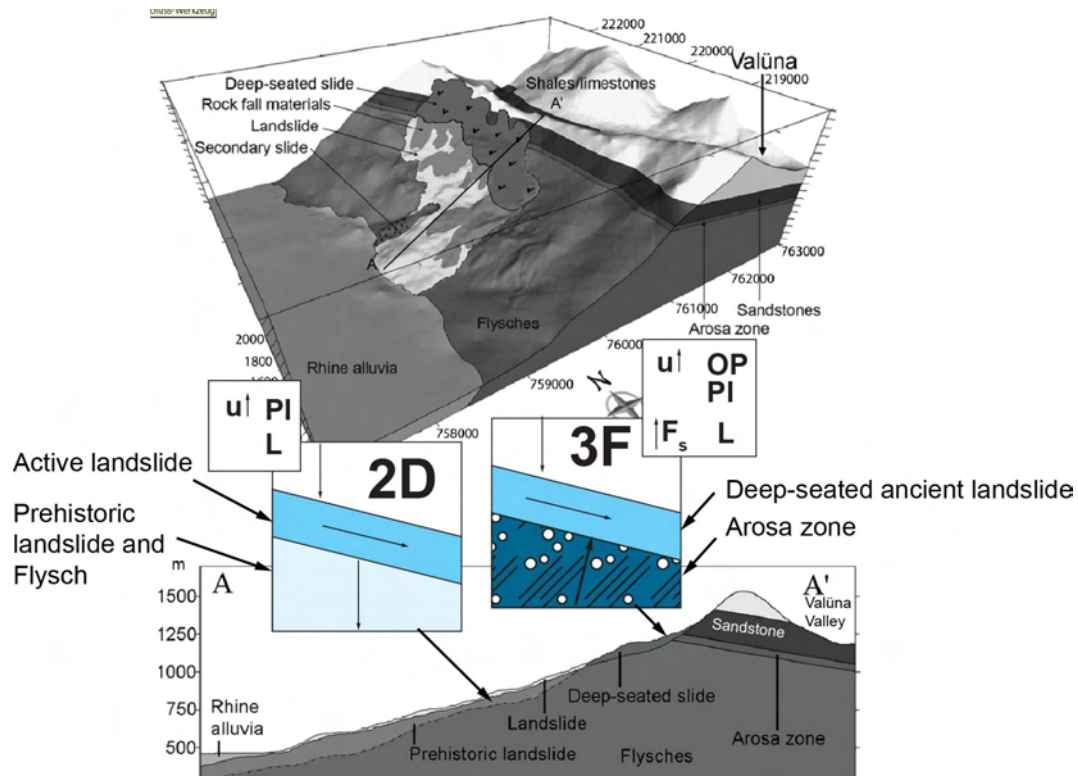 222000
221000
220000
219000
Valüna
Shales/limestones
Deep-seated slide
Rock fall materials
Landslide
Secondary slide
A'
A
763000
762000
761000
Sandstones
Arosa zone
Flysches
Rhine alluvia
2000
1800
759000
758000
N
u↑ PI
L
u↑ OP
PI
↑Fs L
2D
3F
Active landslide
Prehistoric
landslide and
Flysch
Deep-seated ancient landslide
Arosa zone
m
A
A'
1500
1250
1000
750
500
Valüna
Valley
Sandstone
Deep-seated slide
Landslide
Prehistoric landslide
Rhine
alluvia
Flysches
Arosa zone